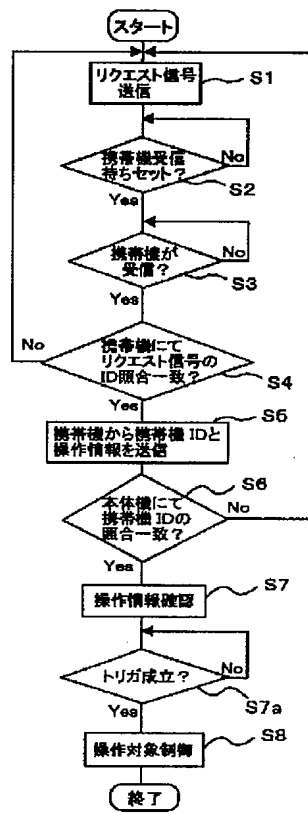 スタート
リクエスト信号
送信
S1
携帯機受信
待ちセット？
No
S2
Yes
携帯機が
受信？
No
S3
Yes
No
携帯機にて
リクエスト信号の
ID照合一致？
S4
Yes
S5
携帯機から携帯機IDと
操作情報を送信
S6
本体機にて
携帯機IDの
照合一致？
No
Yes
S7
操作情報確認
トリガ成立？
No
S7a
Yes
S8
操作対象制御
終了